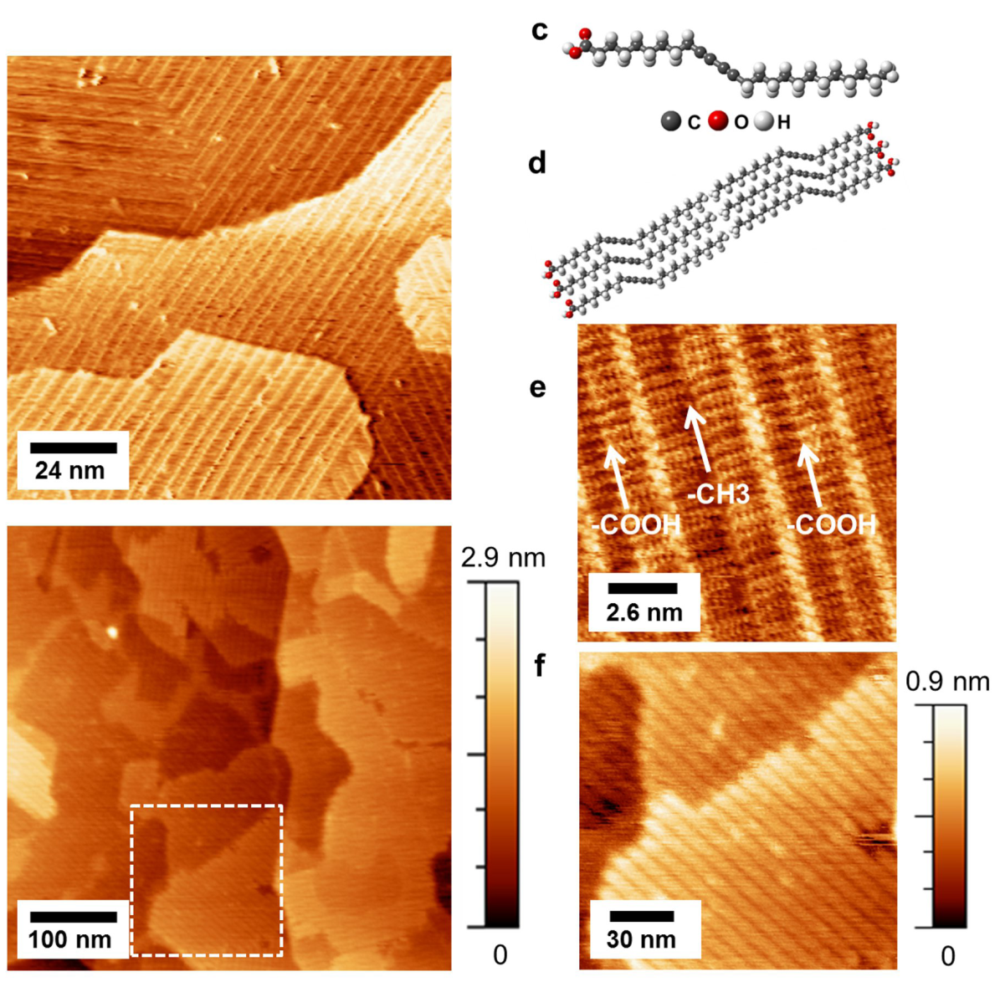 c
C O H
d
24 nm
e
-CH3
-COOH -COOH
2.6 nm
2.9 nm
f
0.9 nm
100 nm
30 nm
0
0